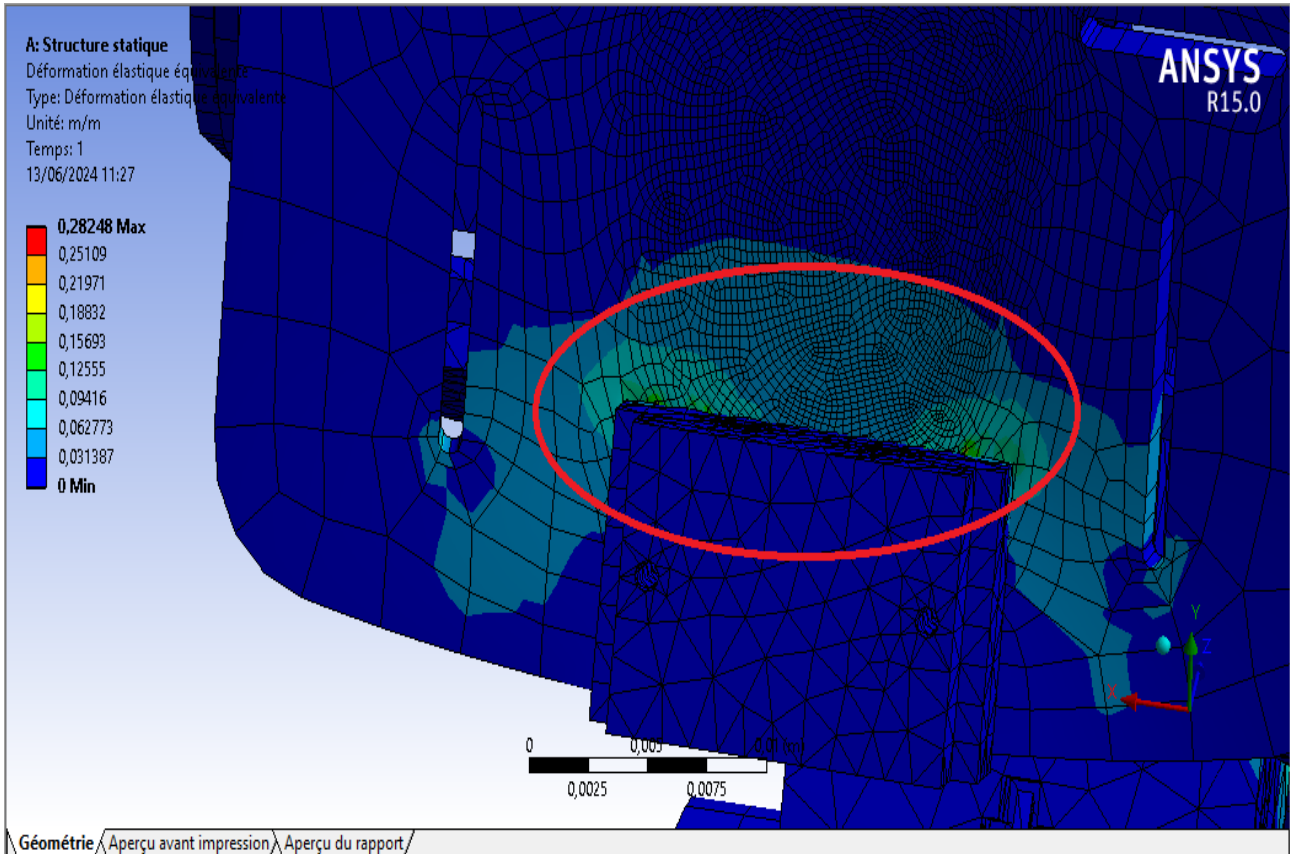 A: Structure statique
Déformation élastique équivalente
Type: Déformation élastique équivalente
Unité: m/m
Temps: 1
13/06/2024 11:27
ANSYS
R15.0
0,28248 Max
0,25109
0,21971
0,18832
0,15693
0,12555
0,09416
0,062773
0,031387
0 Min
Y
Z
X
0
0,005
0,01 (m)
0,0025
0,0075
Géométrie
Aperçu avant impression
Aperçu du rapport